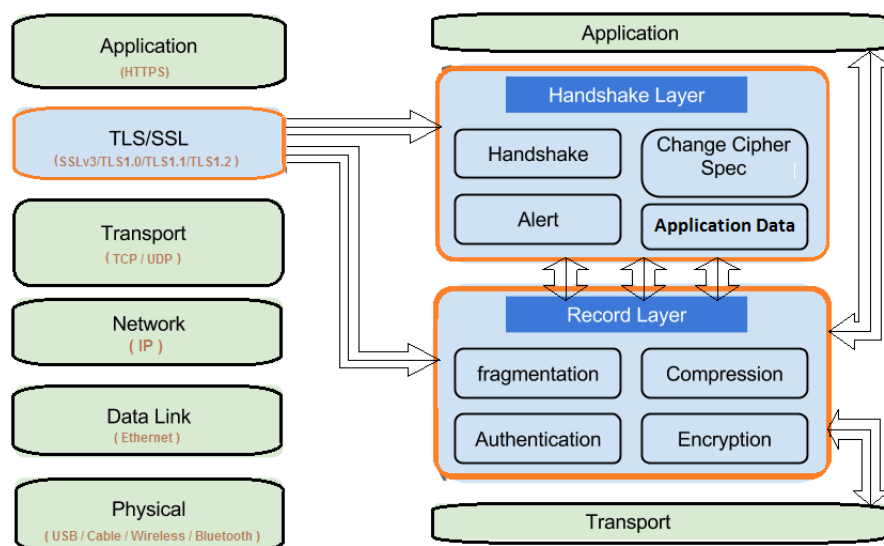 Application
(HTTPS)
TLS/SSL
(SSLv3/TLS1.0/TLS1.1/TLS1.2)
Transport
( TCP / UDP )
Network
( IP )
Data Link
( Ethernet )
Physical
( USB / Cable / Wireless / Bluetooth )
Application
Handshake Layer
Handshake
Change Cipher
Spec
Alert
Application Data
Record Layer
fragmentation
Compression
Authentication
Encryption
Transport